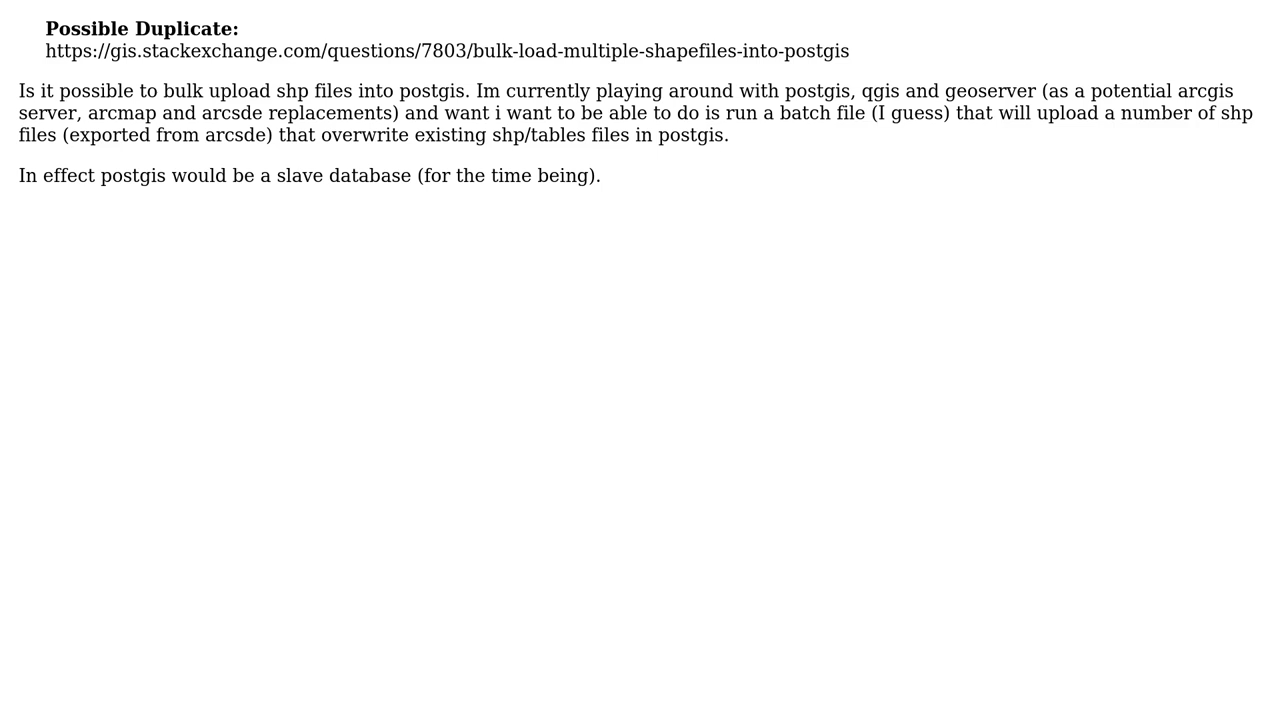 Possible Duplicate:
https://gis.stackexchange.com/questions/7803/bulk-load-multiple-shapefiles-into-postgis
Is it possible to bulk upload shp files into postgis. Im currently playing around with postgis, qgis and geoserver (as a potential arcgis
server, arcmap and arcsde replacements) and want i want to be able to do is run a batch file (I guess) that will upload a number of shp
files (exported from arcsde) that overwrite existing shp/tables files in postgis.
In effect postgis would be a slave database (for the time being).